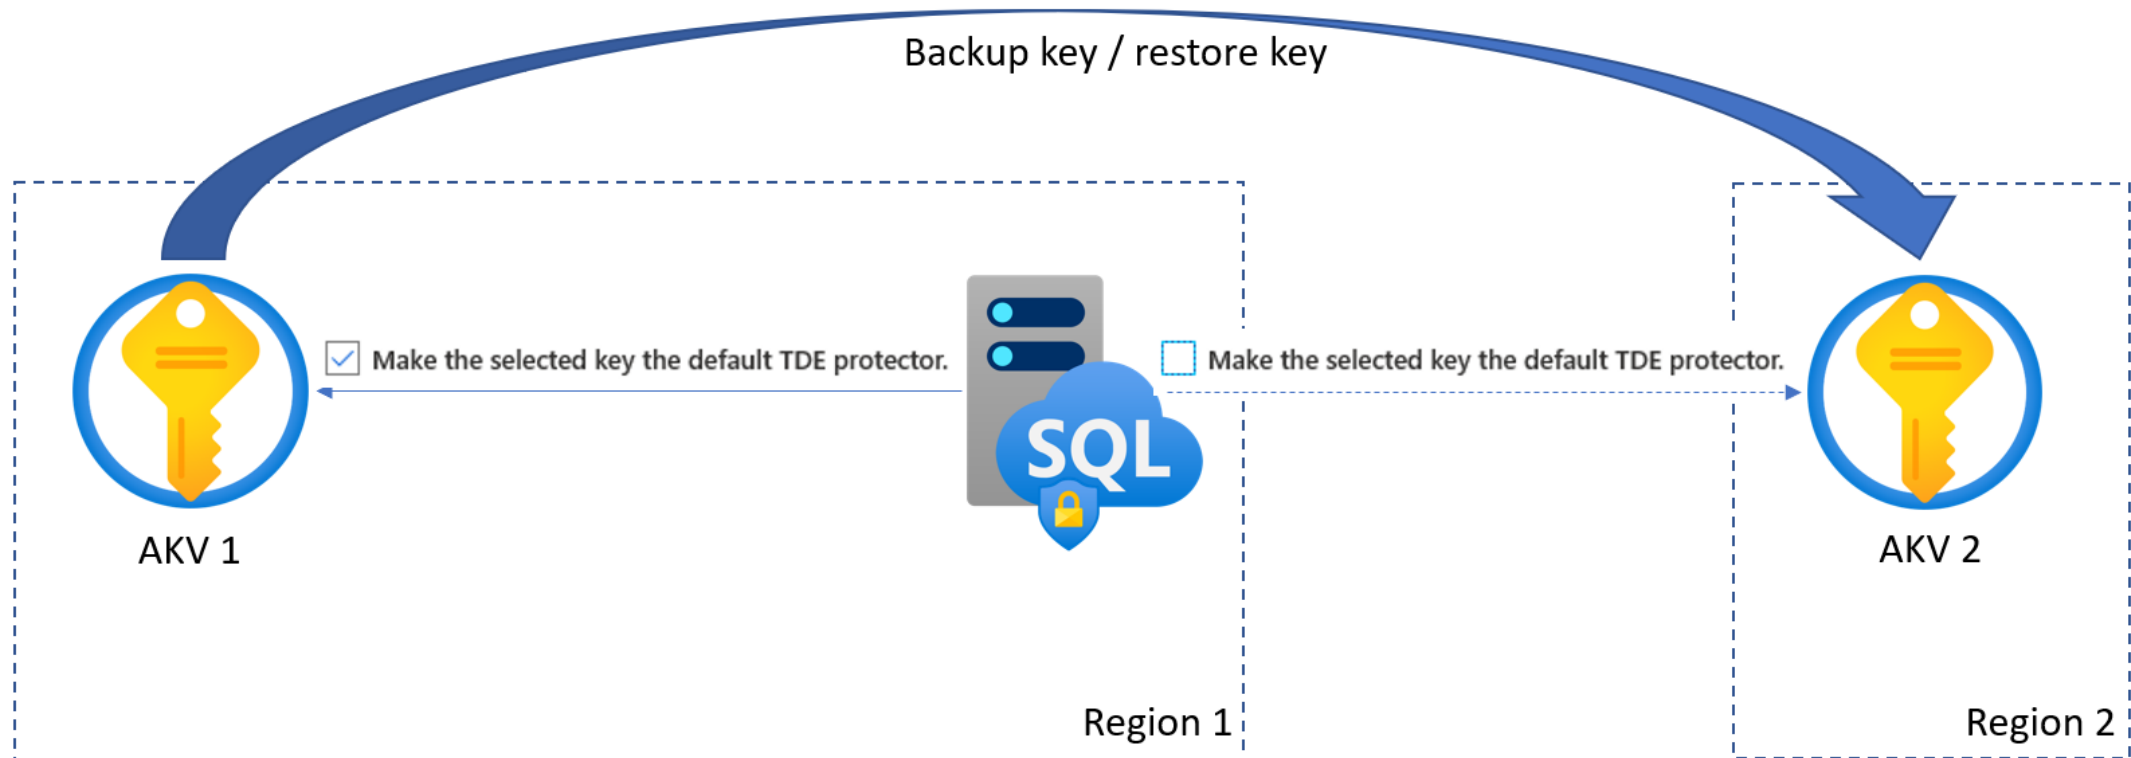 Backup key / restore key
Make the selected key the default TDE protector.
Make the selected key the default TDE protector.
SQL
AKV 1
AKV 2
Region 1
Region 2